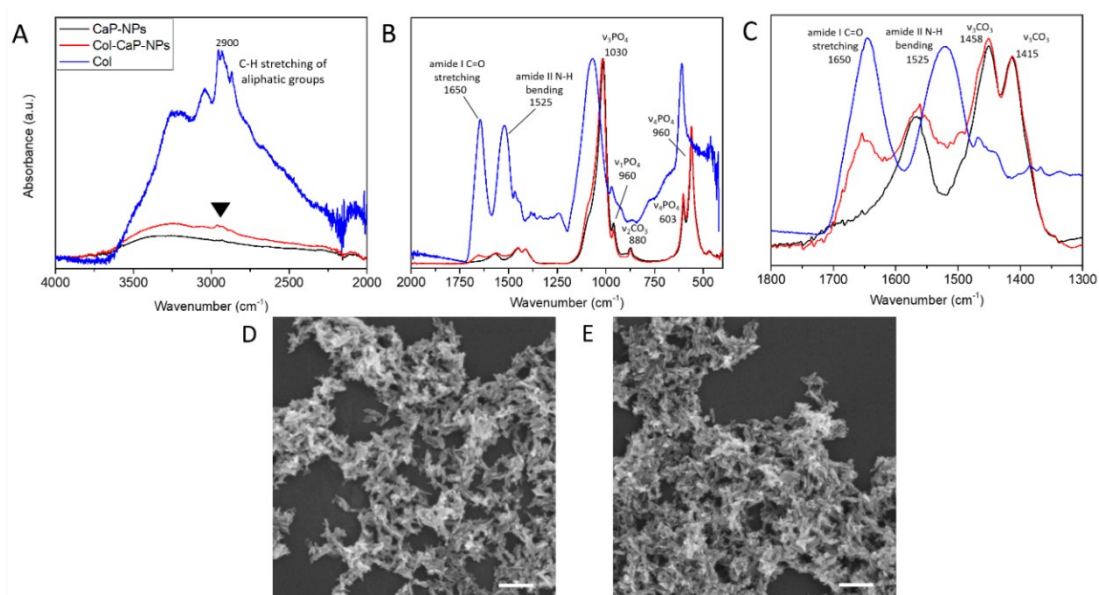 A
CaP-NPs
Col-CaP-NPs
Col
2900
C-H stretching of
aliphatic groups
Absorbance (a.u.)
4000 3500 3000 2500 2000
Wavenumber (cm⁻¹)
B
ν₃PO₄
1030
amide I C=O
stretching
1650
amide II N-H
bending
1525
ν₄PO₄
960
ν₁PO₄
960
ν₂CO₃
880
ν₄PO₄
603
2000 1750 1500 1250 1000 750 500
Wavenumber (cm⁻¹)
C
amide I C=O
stretching
1650
amide II N-H
bending
1525
ν₃CO₃
1458
ν₃CO₃
1415
1800 1700 1600 1500 1400 1300
Wavenumber (cm⁻¹)
D
E